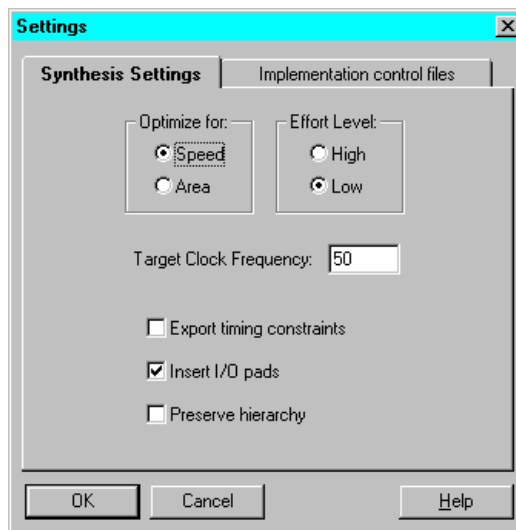 Settings
Synthesis Settings Implementation control files
Optimize for: Effort Level:
Speed High
Area Low
Target Clock Frequency: 50
Export timing constraints
Insert I/O pads
Preserve hierarchy
OK Cancel Help